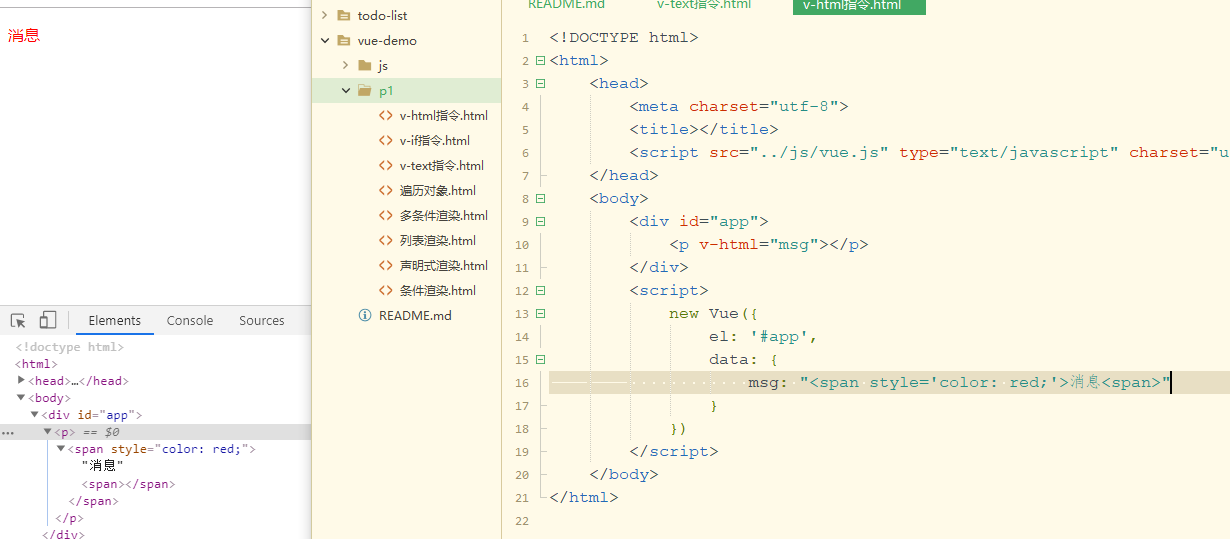 消息
Elements Console Sources
<!doctype html>
<html>
<head>…</head>
<body>
<div id="app">
… <p> == $0
<span style="color: red;">
"消息"
<span></span>
</span>
</p>
</div>
todo-list
vue-demo
js
p1
v-html指令.html
v-if指令.html
v-text指令.html
遍历对象.html
多条件渲染.html
列表渲染.html
声明式渲染.html
条件渲染.html
README.md
README.md v-text指令.html v-html指令.html
1 <!DOCTYPE html>
2 <html>
3 <head>
4 <meta charset="utf-8">
5 <title></title>
6 <script src="../js/vue.js" type="text/javascript" charset="u
7 </head>
8 <body>
9 <div id="app">
10 <p v-html="msg"></p>
11 </div>
12 <script>
13 new Vue({
14 el: '#app',
15 data: {
16 msg: "<span style='color: red;'>消息<span>"
17 }
18 })
19 </script>
20 </body>
21 </html>
22